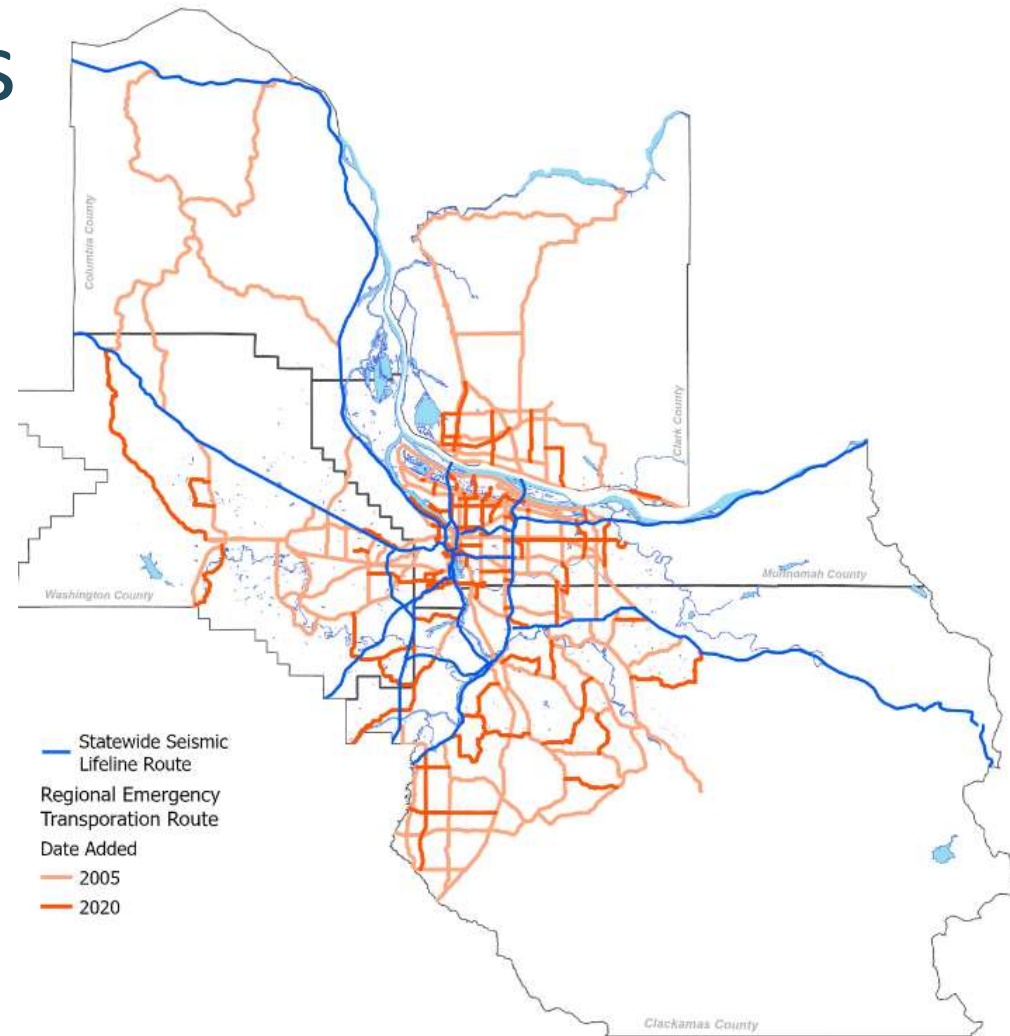 S
Columbia County
Clark County
Multnomah County
Washington County
Statewide Seismic
Lifeline Route
Regional Emergency
Transporation Route
Date Added
2005
2020
Clackamas County